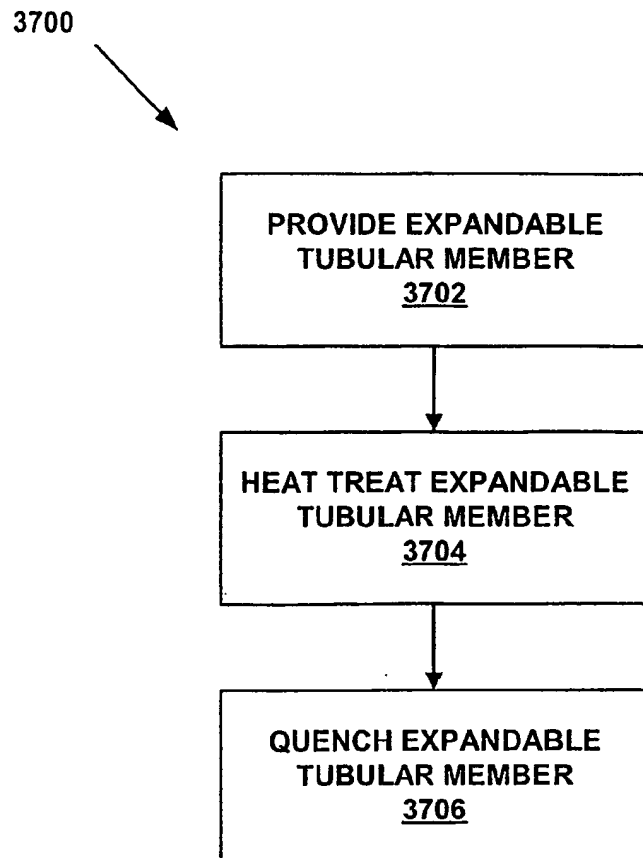 3700
PROVIDE EXPANDABLE
TUBULAR MEMBER
3702
HEAT TREAT EXPANDABLE
TUBULAR MEMBER
3704
QUENCH EXPANDABLE
TUBULAR MEMBER
3706